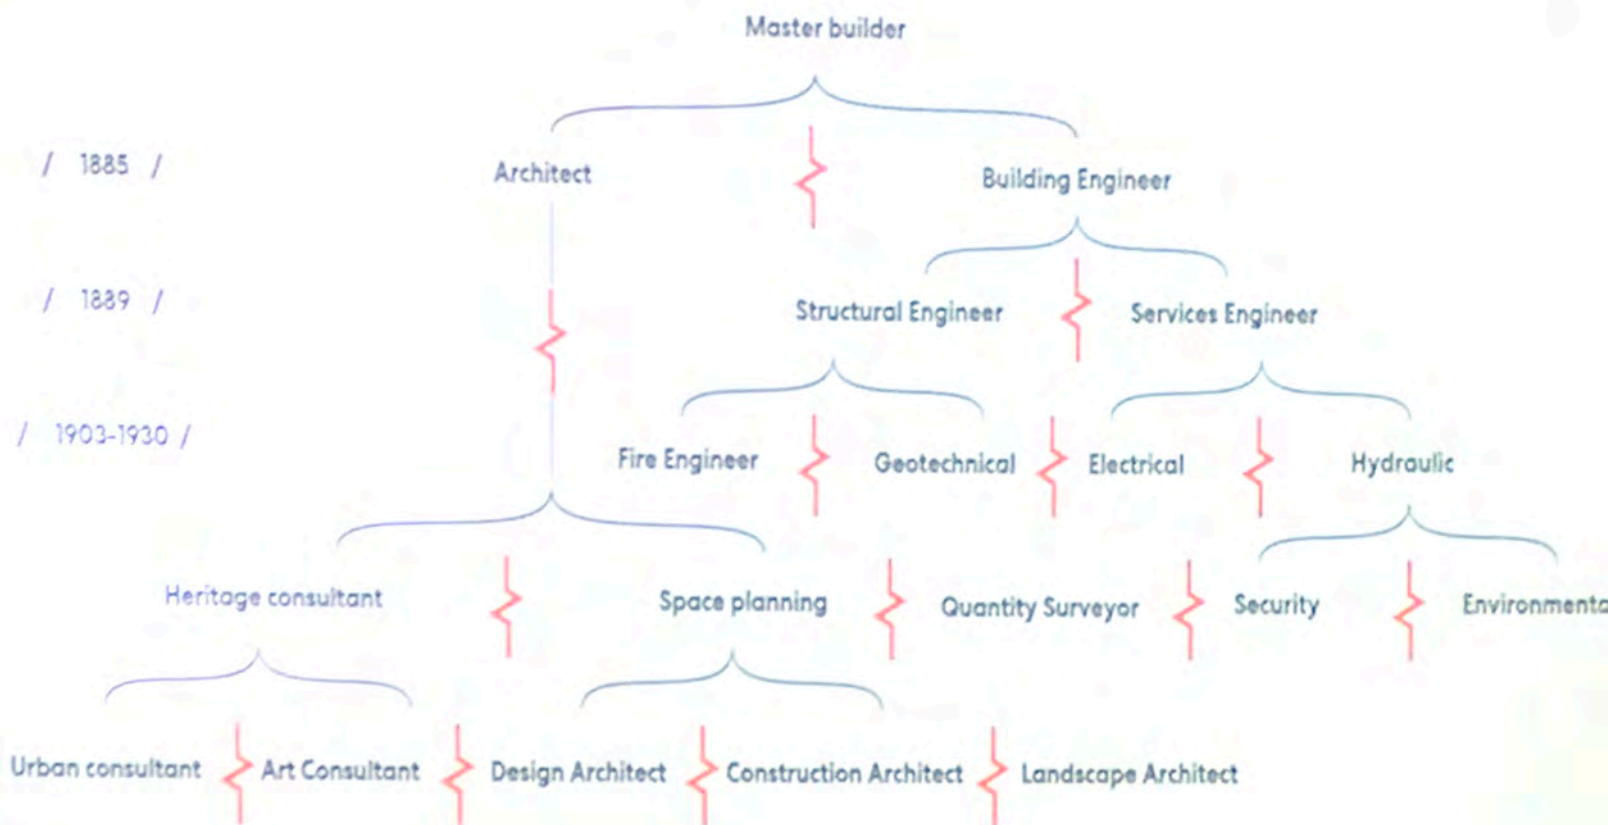 Master builder
/ 1885 /
Architect
Building Engineer
/ 1889 /
Structural Engineer
Services Engineer
/ 1903-1930 /
Fire Engineer
Geotechnical
Electrical
Hydraulic
Heritage consultant
Space planning
Quantity Surveyor
Security
Environmenta
Urban consultant
Art Consultant
Design Architect
Construction Architect
Landscape Architect